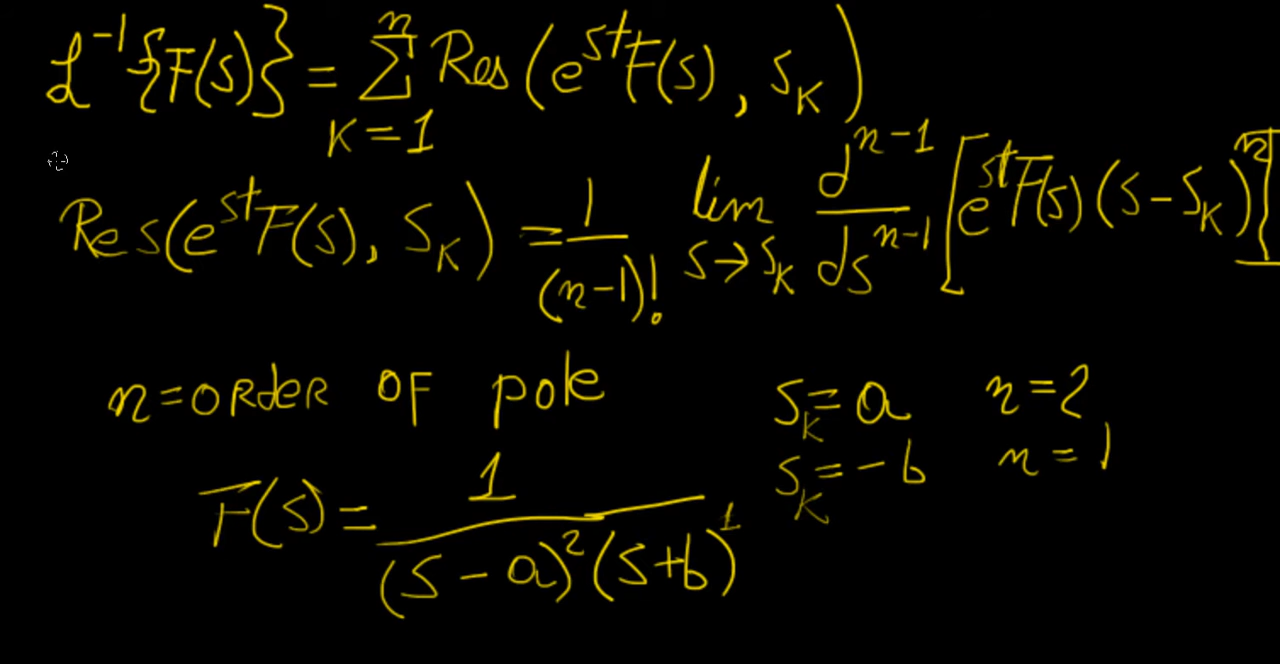 ℒ⁻¹{F(s)} = Σ_{K=1}^{n} Res(e^{st}F(s), S_K)
Res(e^{st}F(s), S_K) = 1/(n-1)! lim_{s→S_K} d^{n-1}/ds^{n-1} [e^{st}F(s)(s-S_K)^n]
n=order OF pole
S_K = a n=2
S_K = -b n=1
F(s) = 1/((s-a)²(s+b)¹)